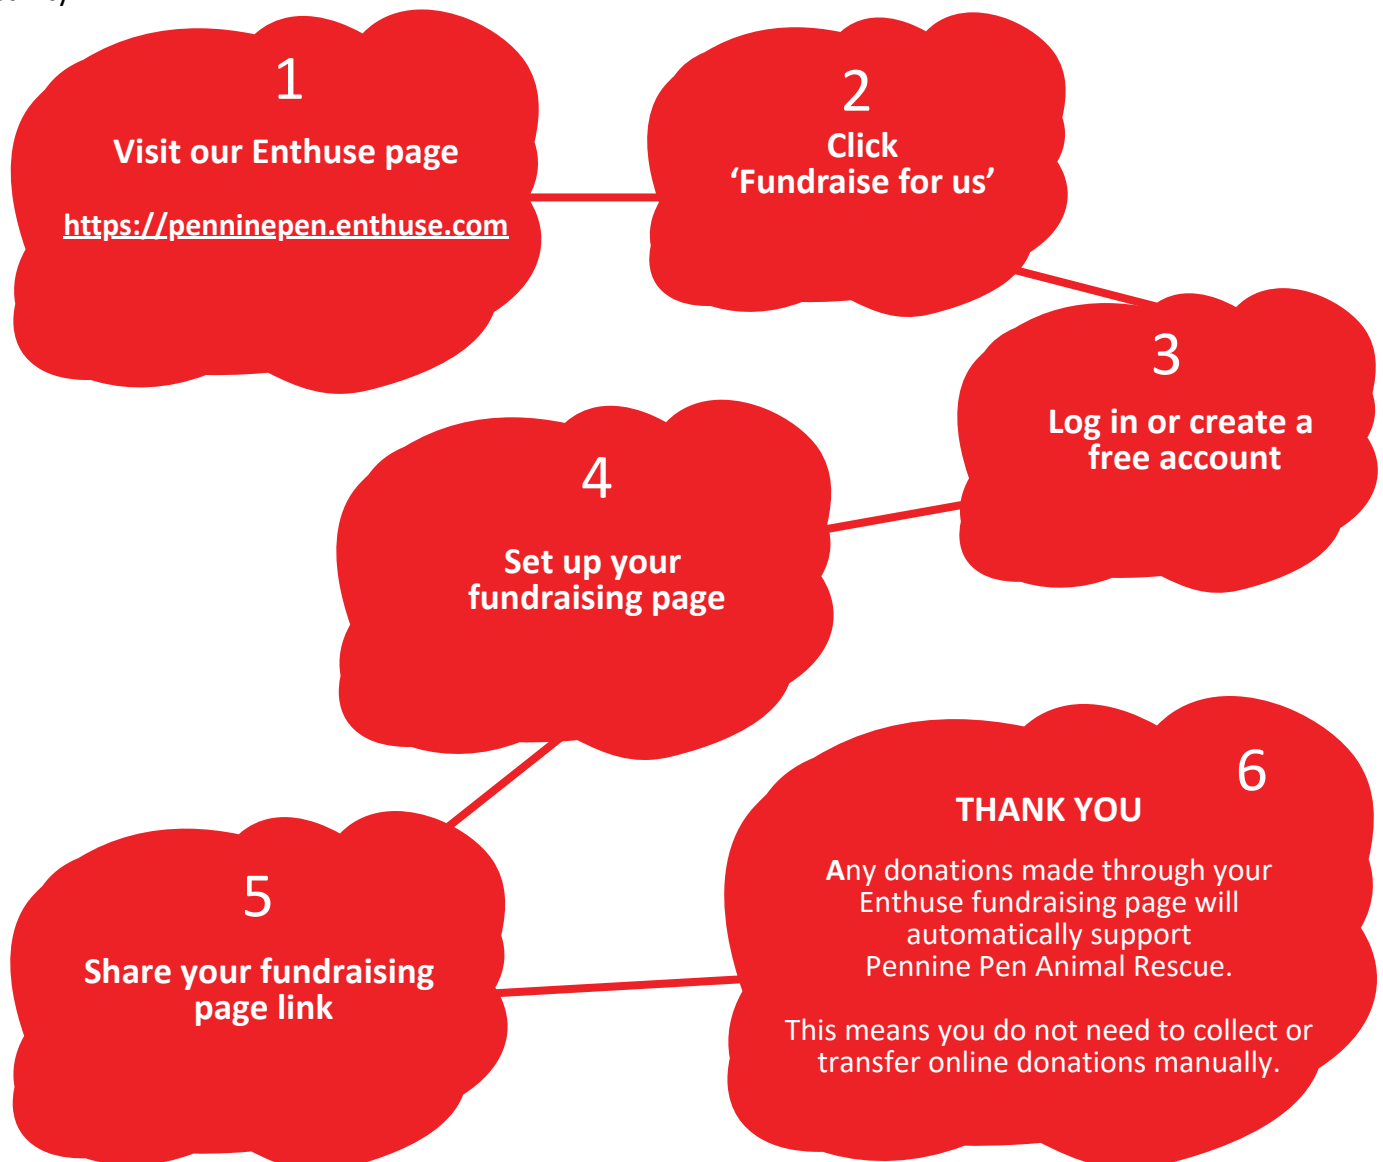 1
Visit our Enthuse page
https://penninepen.enthuse.com
2
Click
‘Fundraise for us’
3
Log in or create a
free account
4
Set up your
fundraising page
5
Share your fundraising
page link
6
THANK YOU
Any donations made through your
Enthuse fundraising page will
automatically support
Pennine Pen Animal Rescue.
This means you do not need to collect or
transfer online donations manually.